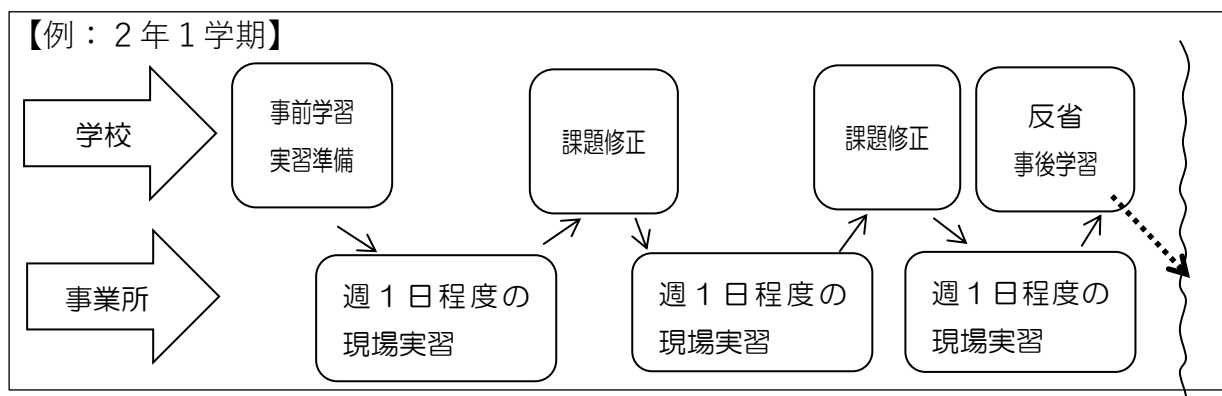 【例：２年１学期】
学校
事前学習
実習準備
課題修正
課題修正
反省
事後学習
事業所
週１日程度の
現場実習
週１日程度の
現場実習
週１日程度の
現場実習